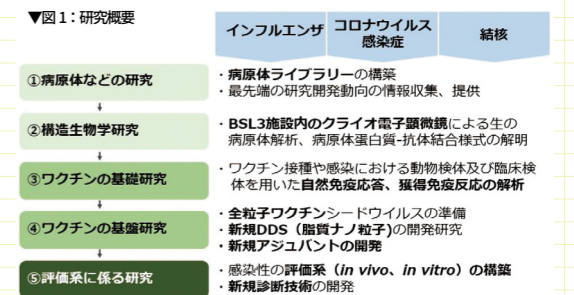 ▼図1：研究概要
インフルエンザ
コロナウイルス
感染症
結核
①病原体などの研究
・病原体ライブラリーの構築
・最先端の研究開発動向の情報収集、提供
②構造生物学研究
・BSL3施設内のクライオ電子顕微鏡による生の
病原体解析、病原体蛋白質-抗体結合様式の解明
③ワクチンの基礎研究
・ワクチン接種や感染における動物検体及び臨床検
体を用いた自然免疫応答、獲得免疫反応の解析
④ワクチンの基盤研究
・全粒子ワクチンシードウイルスの準備
・新規DDS（脂質ナノ粒子)の開発研究
・新規アジュバントの開発
⑤評価系に係る研究
・感染性の評価系（in vivo、in vitro）の構築
・新規診断技術の開発